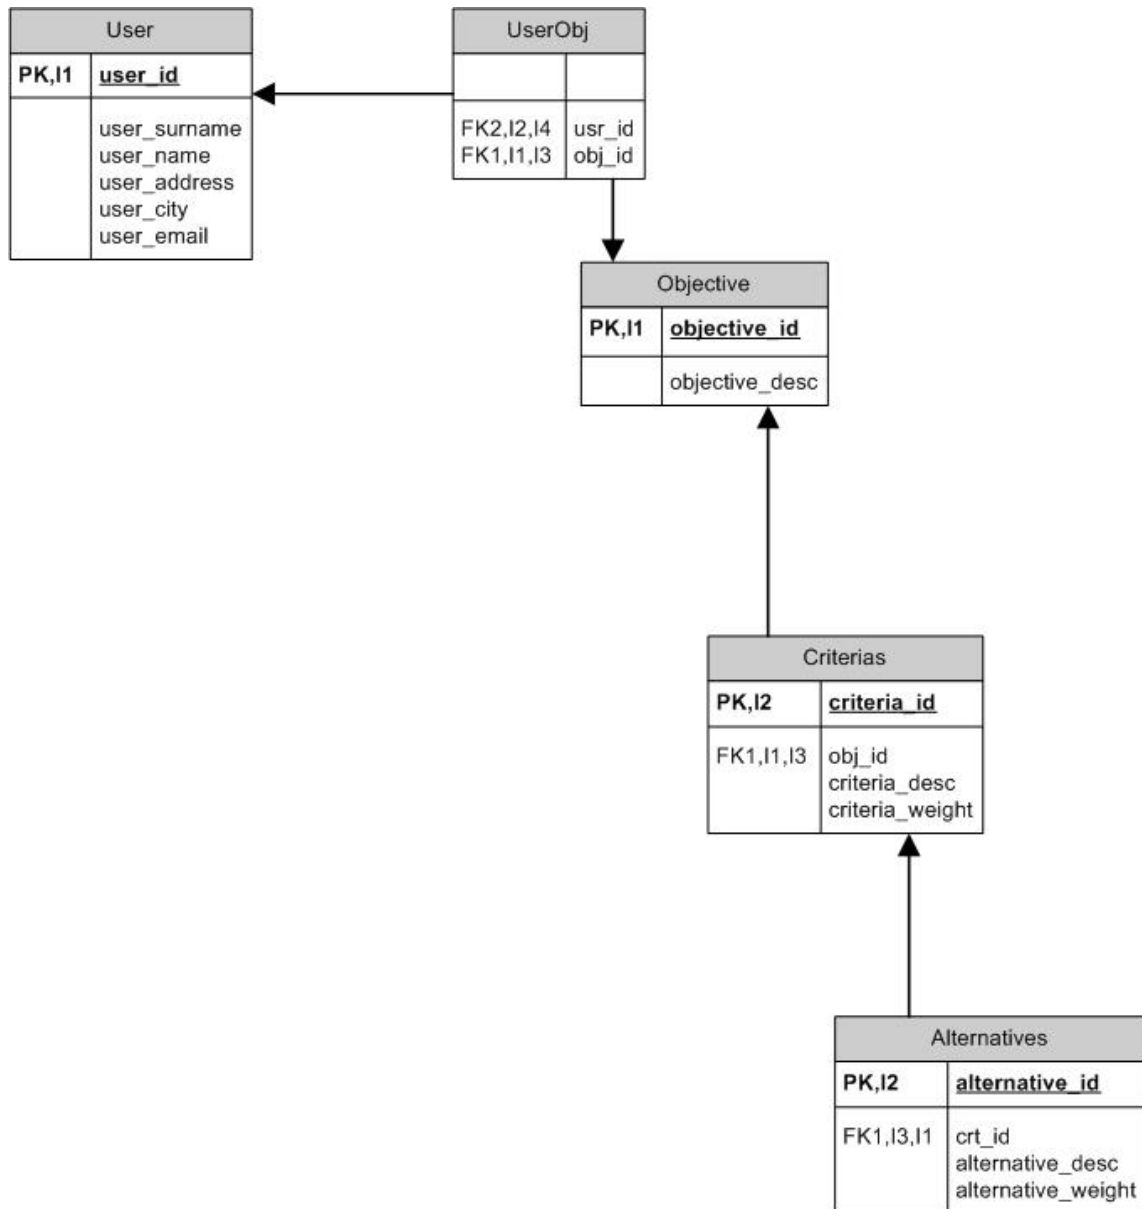 User
PK,I1 user_id
user_surname
user_name
user_address
user_city
user_email
UserObj
FK2,I2,I4 usr_id
FK1,I1,I3 obj_id
Objective
PK,I1 objective_id
objective_desc
Criterias
PK,I2 criteria_id
FK1,I1,I3 obj_id
criteria_desc
criteria_weight
Alternatives
PK,I2 alternative_id
FK1,I3,I1 crt_id
alternative_desc
alternative_weight